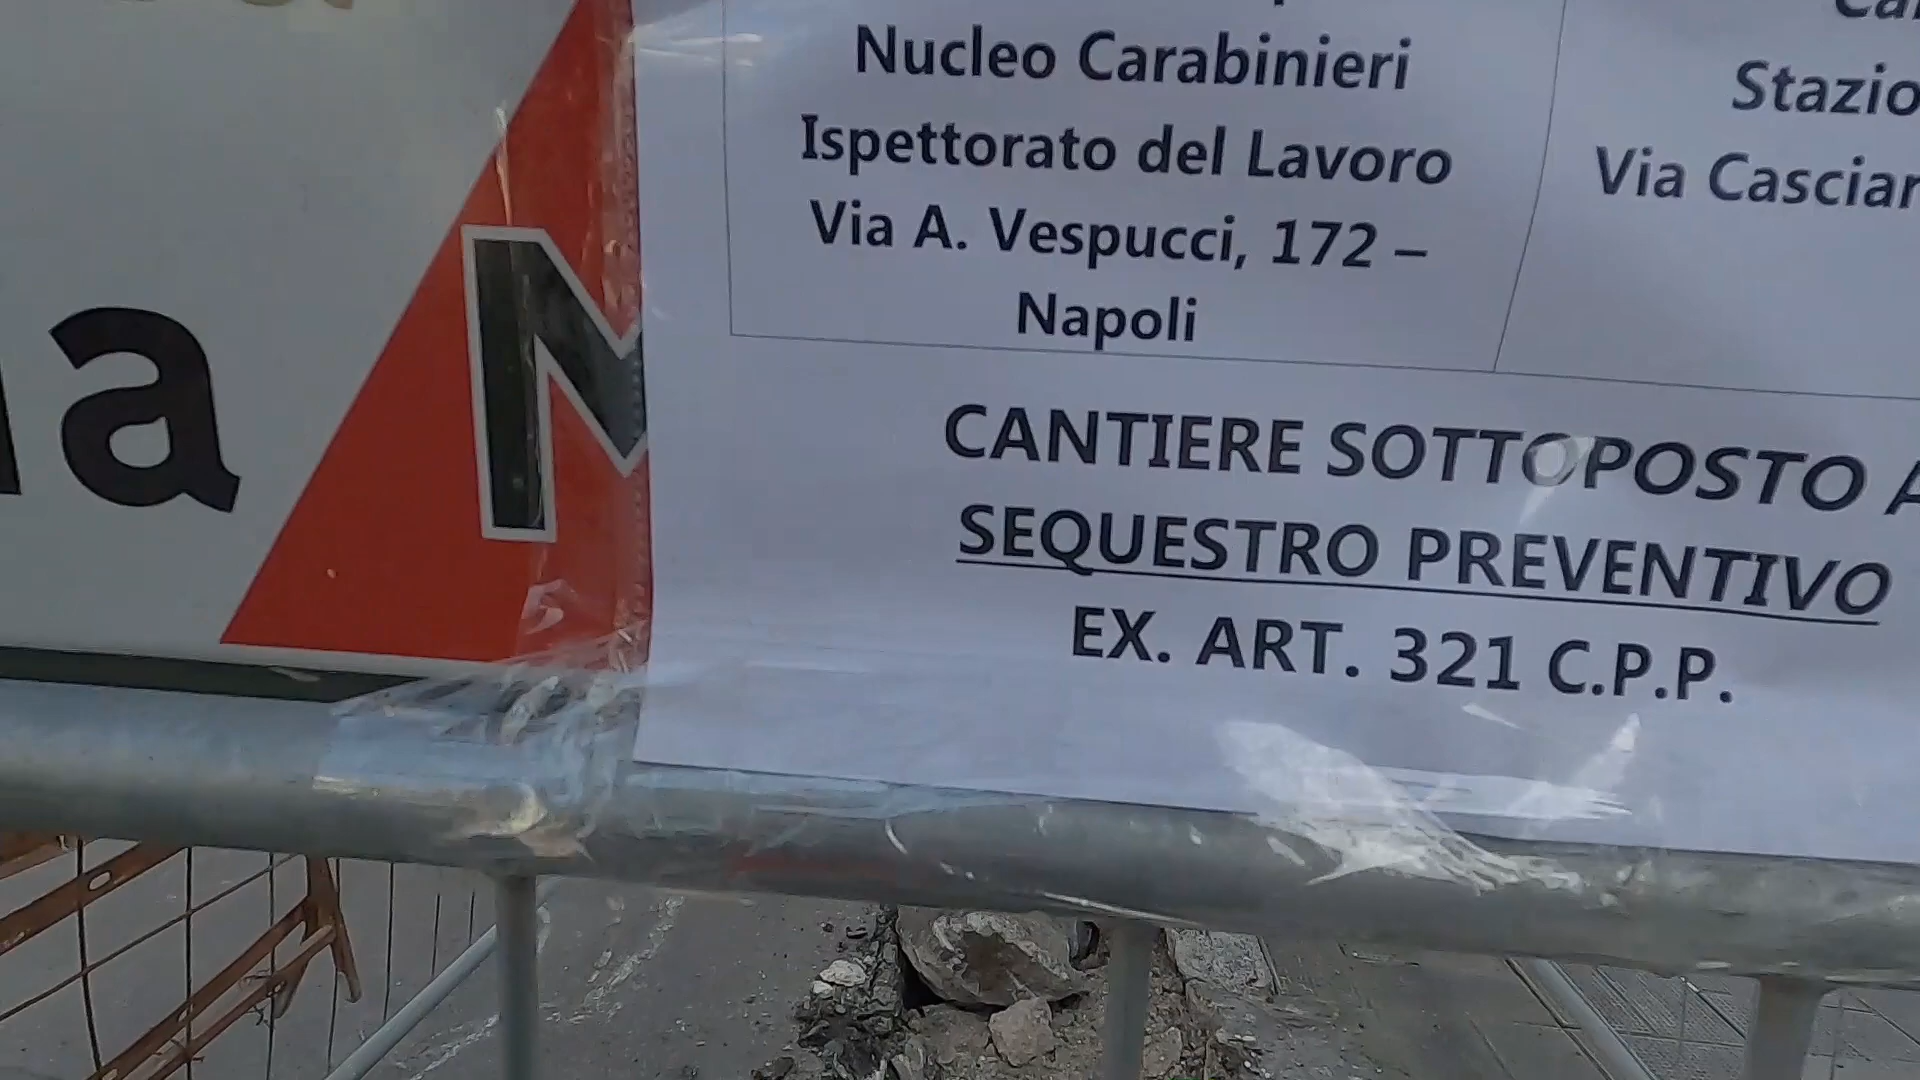 Nucleo Carabinieri
Ispettorato del Lavoro
Via A. Vespucci, 172 –
Napoli
CANTIERE SOTTOPOSTO A
SEQUESTRO PREVENTIVO
EX. ART. 321 C.P.P.
Via
a
M